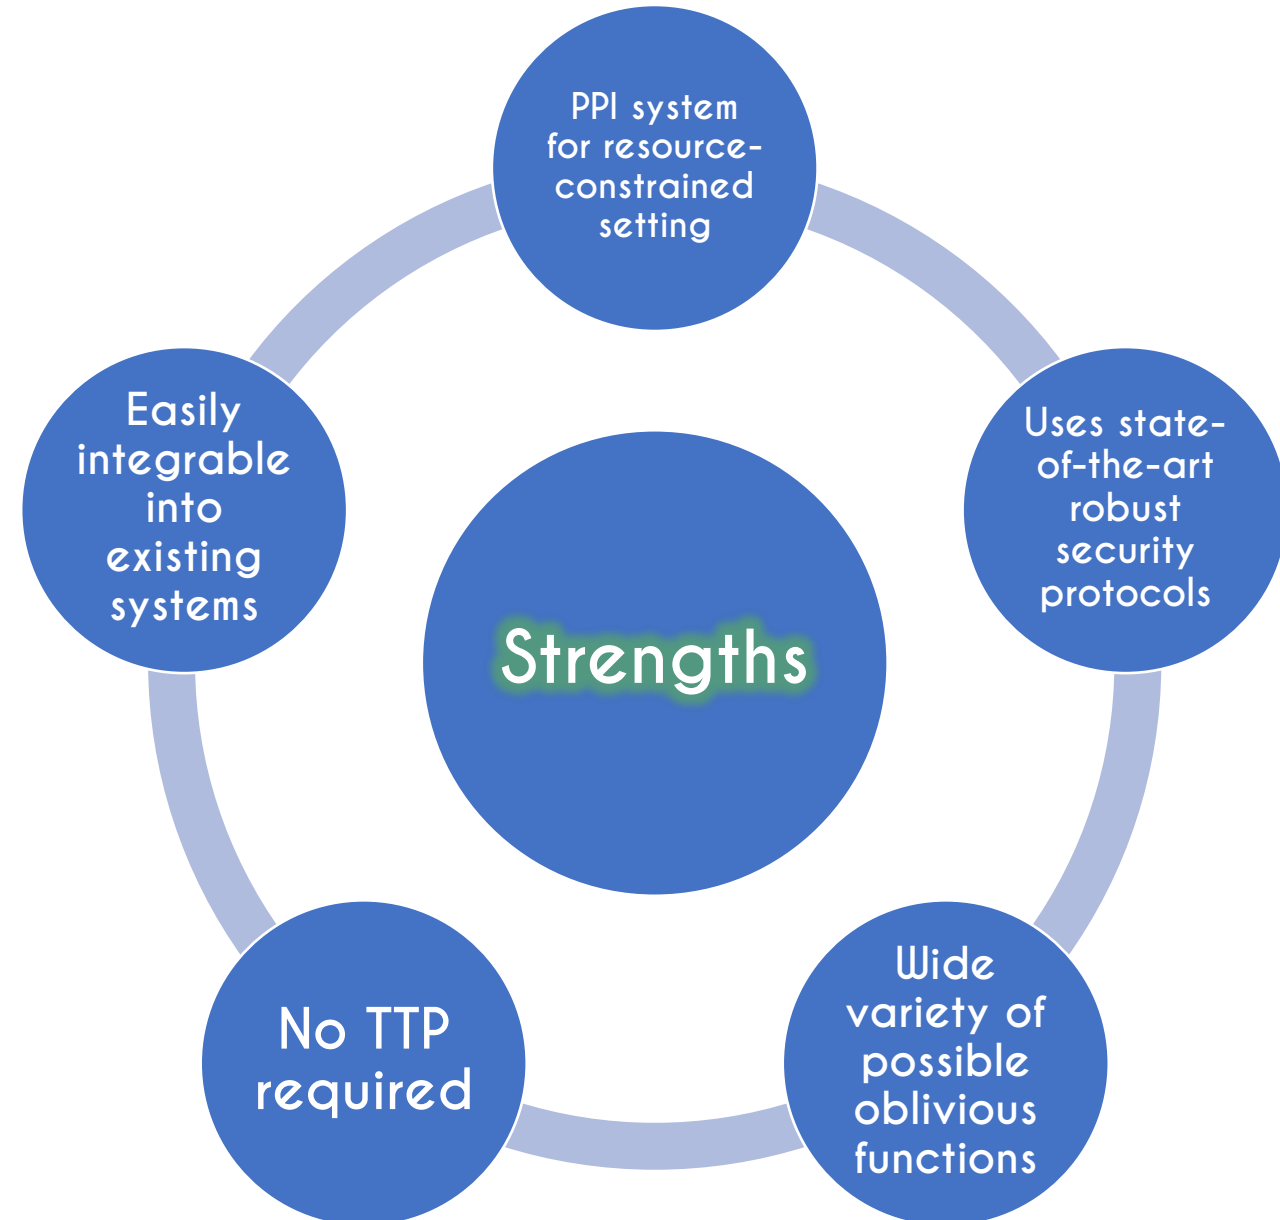 PPI system
for resource-
constrained
setting
Uses state-
of-the-art
robust
security
protocols
Wide
variety of
possible
oblivious
functions
No TTP
required
Easily
integrable
into
existing
systems
Strengths